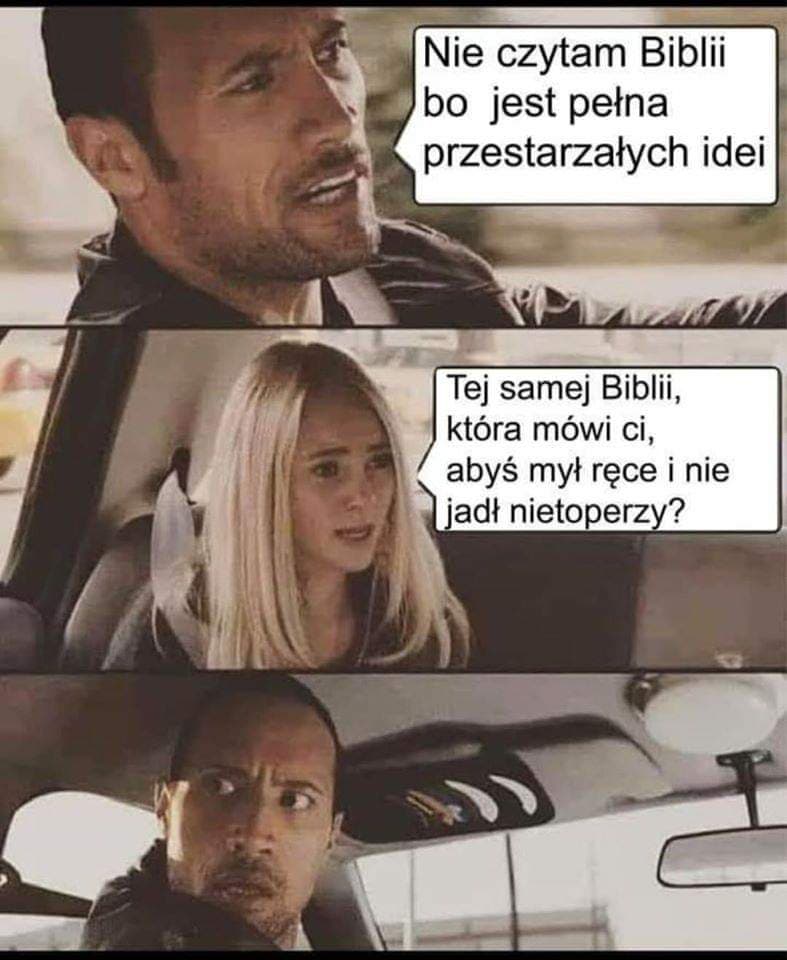 Nie czytam Biblii
bo jest pełna
przestarzałych idei
Tej samej Biblii,
która mówi ci,
abyś mył ręce i nie
jadł nietoperzy?